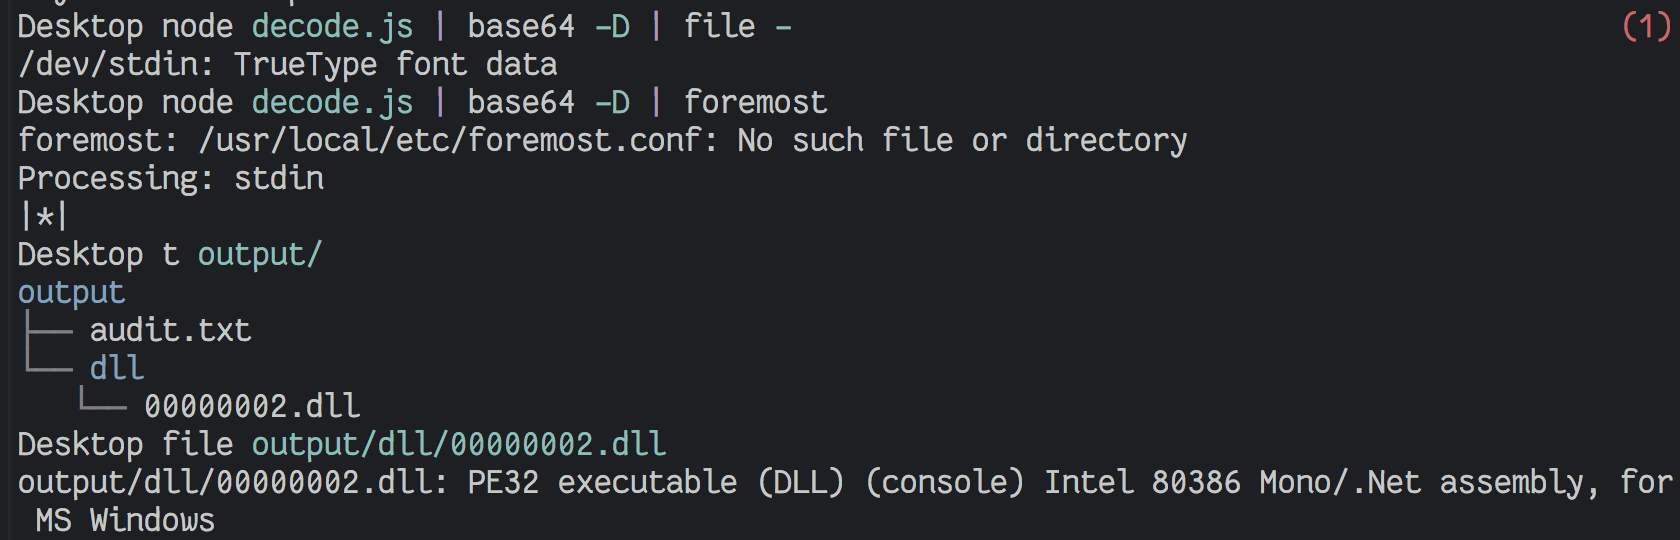 Desktop node decode.js | base64 -D | file - (1)
/dev/stdin: TrueType font data
Desktop node decode.js | base64 -D | foremost
foremost: /usr/local/etc/foremost.conf: No such file or directory
Processing: stdin
|*|
Desktop t output/
output
├── audit.txt
└── dll
    └── 00000002.dll
Desktop file output/dll/00000002.dll
output/dll/00000002.dll: PE32 executable (DLL) (console) Intel 80386 Mono/.Net assembly, for
 MS Windows